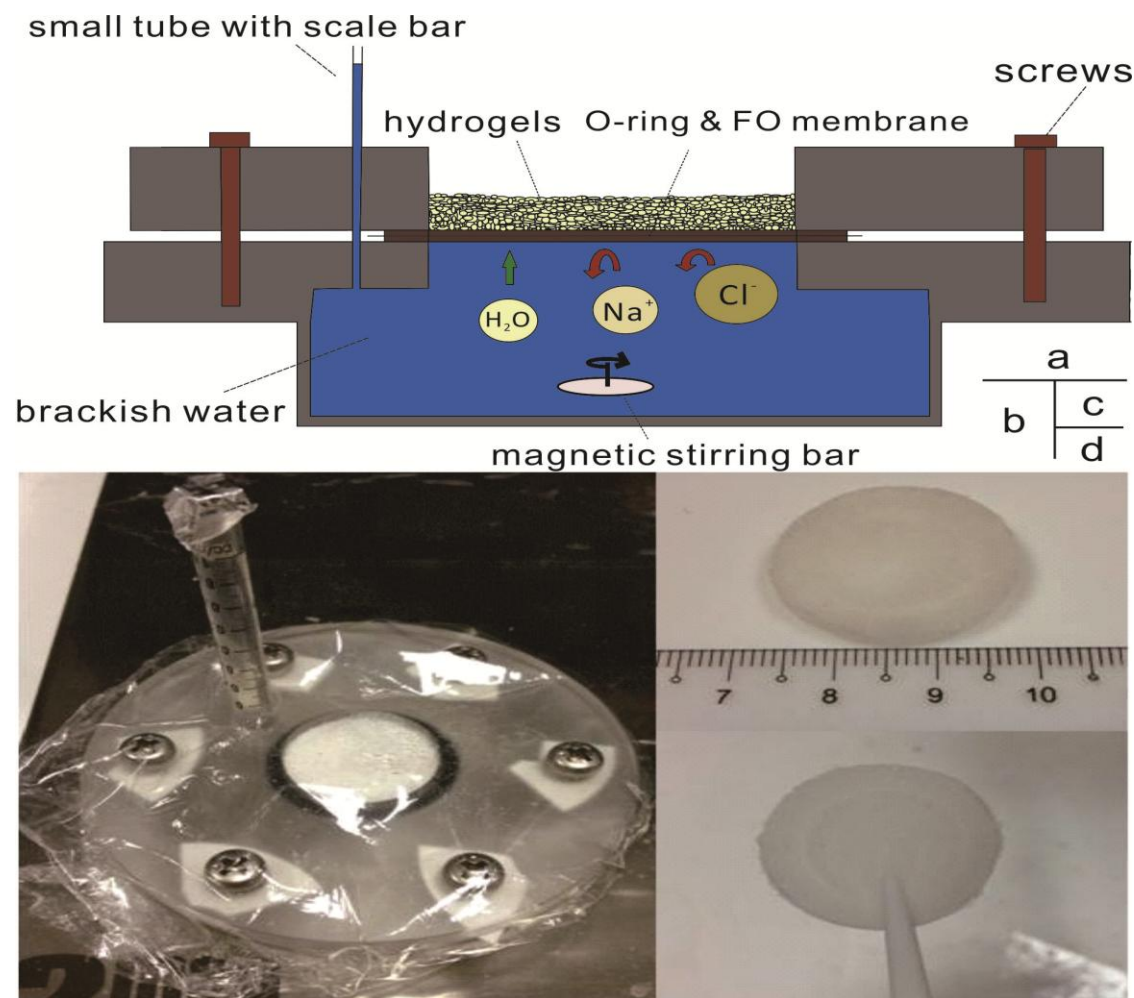 small tube with scale bar
screws
hydrogels O-ring & FO membrane
H₂O Na⁺ Cl⁻
brackish water
magnetic stirring bar
a
b c
d
7 8 9 10